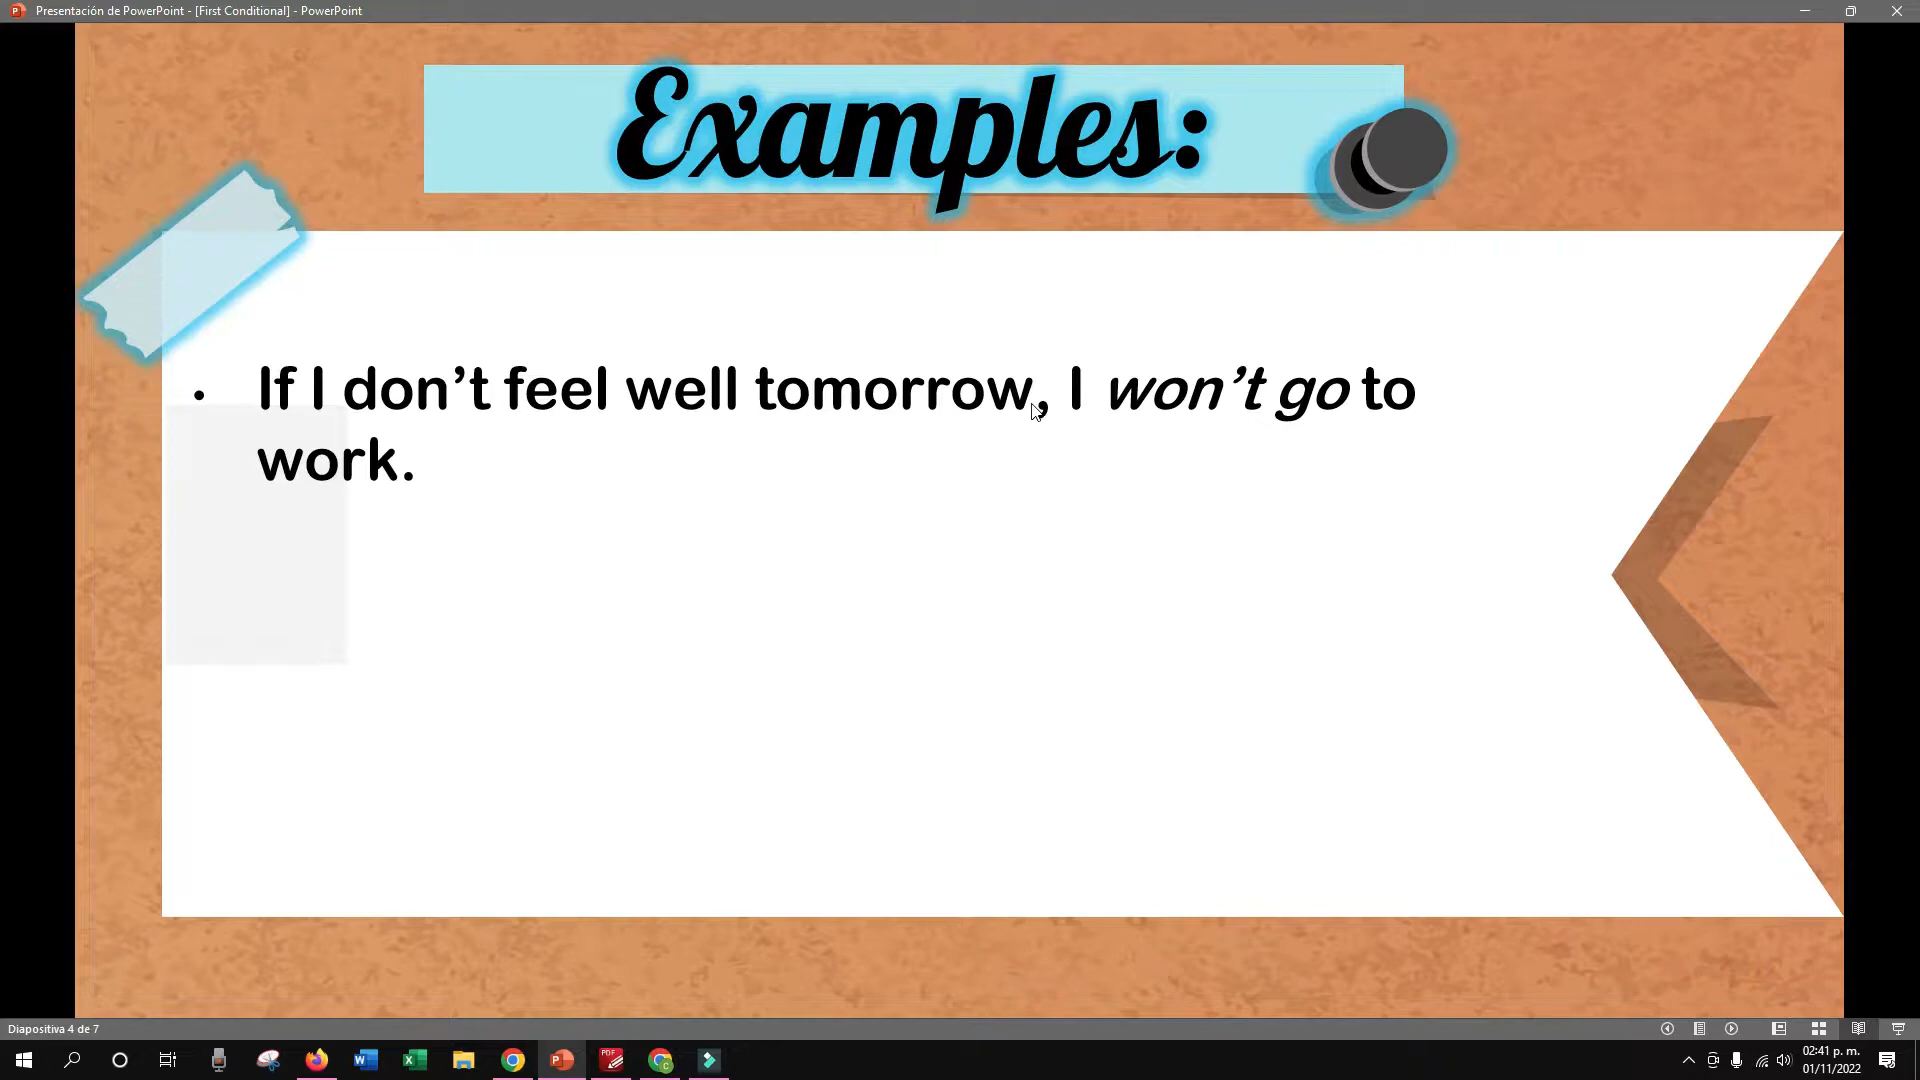 Presentación de PowerPoint - [First Conditional] - PowerPoint
Examples:
• If I don’t feel well tomorrow, I won’t go to
work.
Diapositiva 4 de 7
PDF
02:41 p. m.
01/11/2022